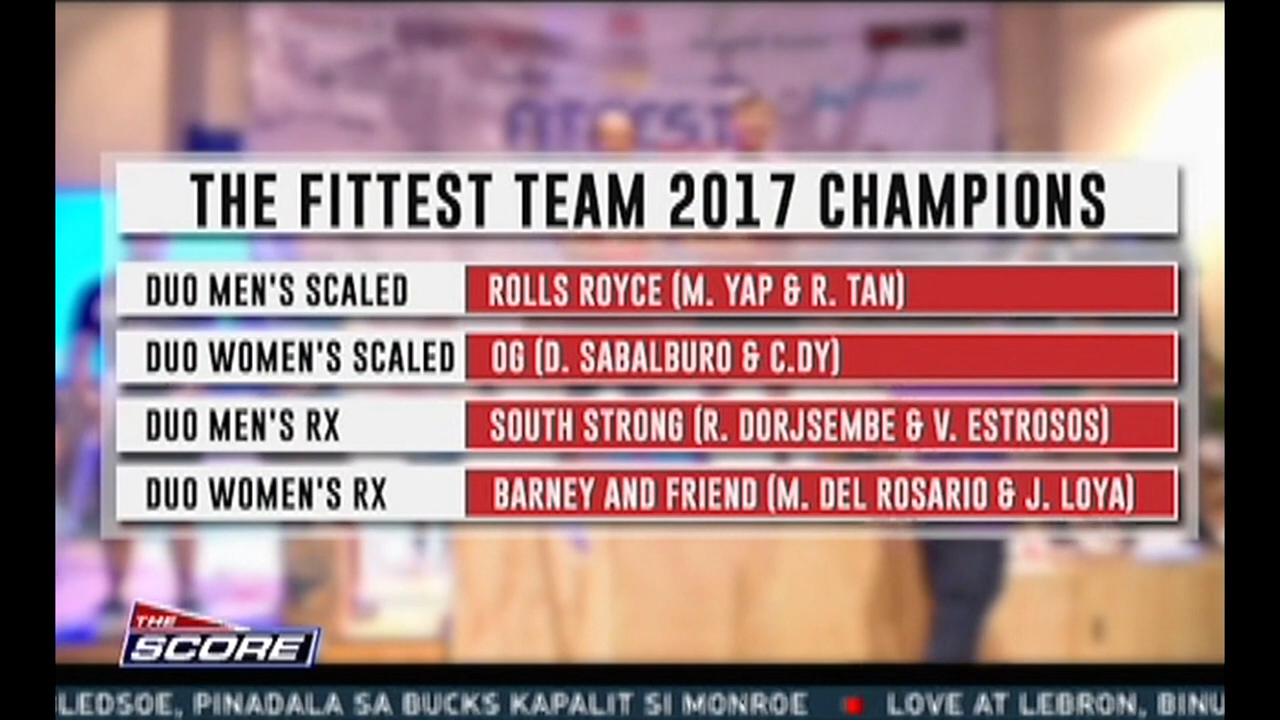 THE FITTEST TEAM 2017 CHAMPIONS
DUO MEN'S SCALED ROLLS ROYCE (M. YAP & R. TAN)
DUO WOMEN'S SCALED OG (D. SABALBURO & C.DY)
DUO MEN'S RX SOUTH STRONG (R. DORJSEMBE & V. ESTROSOS)
DUO WOMEN'S RX BARNEY AND FRIEND (M. DEL ROSARIO & J. LOYA)
THE
SCORE
LEDSOE, PINADALA SA BUCKS KAPALIT SI MONROE LOVE AT LEBRON, BINU